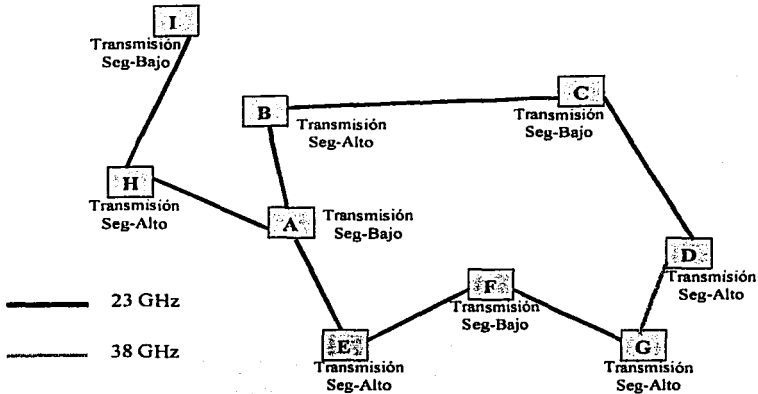 I
Transmisión
Seg-Bajo
B
Transmisión
Seg-Alto
C
Transmisión
Seg-Bajo
H
Transmisión
Seg-Alto
A
Transmisión
Seg-Bajo
D
Transmisión
Seg-Alto
F
Transmisión
Seg-Bajo
E
Transmisión
Seg-Alto
G
Transmisión
Seg-Alto
23 GHz
38 GHz